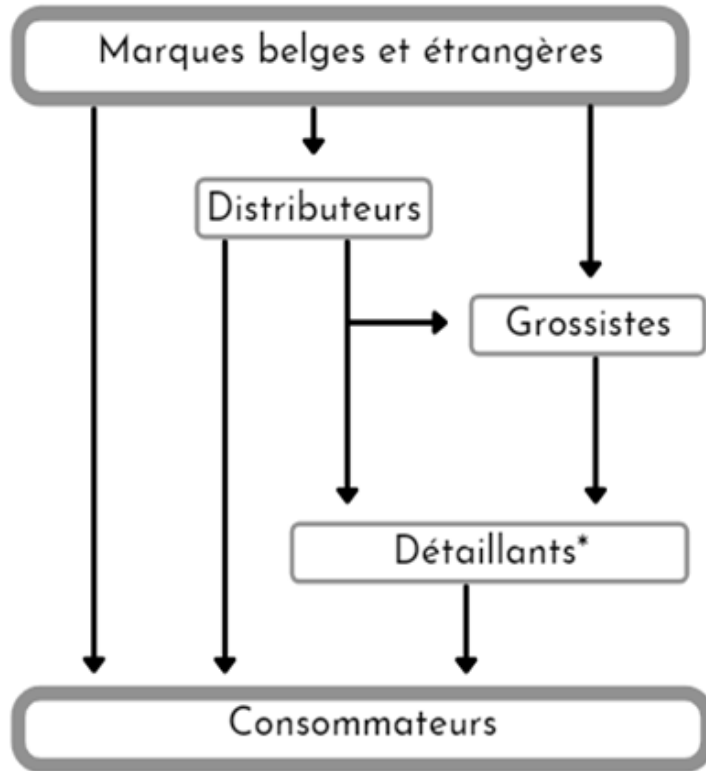 Marques belges et étrangères
Distributeurs
Grossistes
Détaillants*
Consommateurs